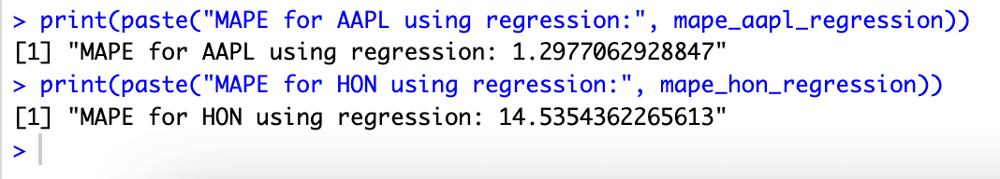 > print(paste("MAPE for AAPL using regression:", mape_aapl_regression))
[1] "MAPE for AAPL using regression: 1.2977062928847"
> print(paste("MAPE for HON using regression:", mape_hon_regression))
[1] "MAPE for HON using regression: 14.5354362265613"
>